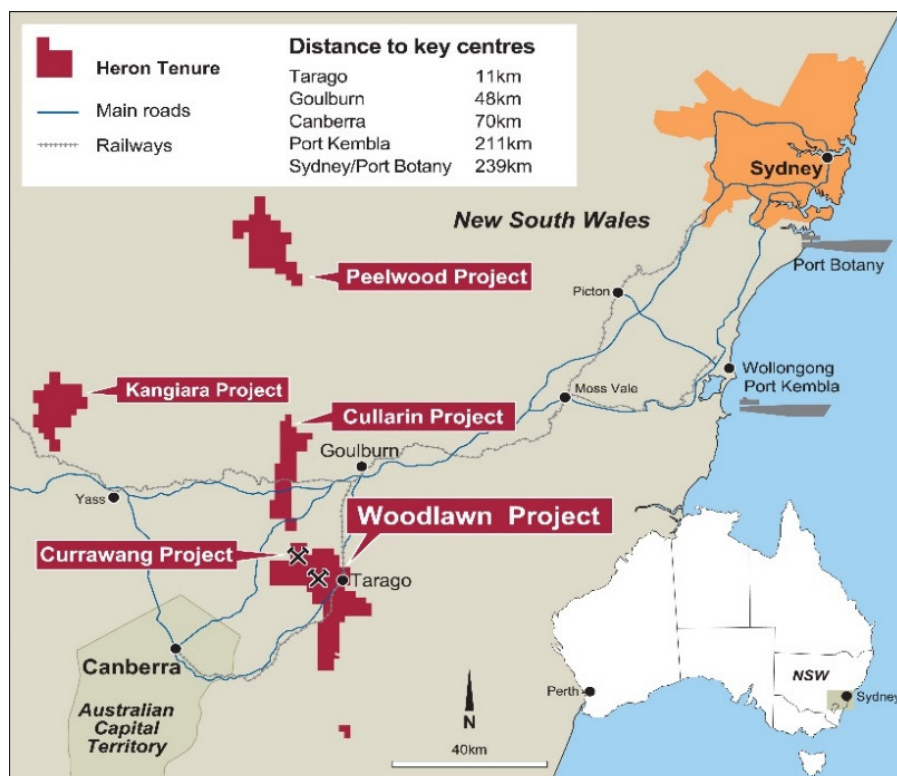 Heron Tenure
Main roads
Railways
Distance to key centres
Tarago 11km
Goulburn 48km
Canberra 70km
Port Kembla 211km
Sydney/Port Botany 239km
Sydney
New South Wales
Port Botany
Peelwood Project
Picton
Wollongong
Port Kembla
Kangiara Project
Moss Vale
Cullarin Project
Goulburn
Yass
Woodlawn Project
Currawang Project
Tarago
Canberra
Australian
Capital
Territory
N
40km
NSW
Perth
Sydney